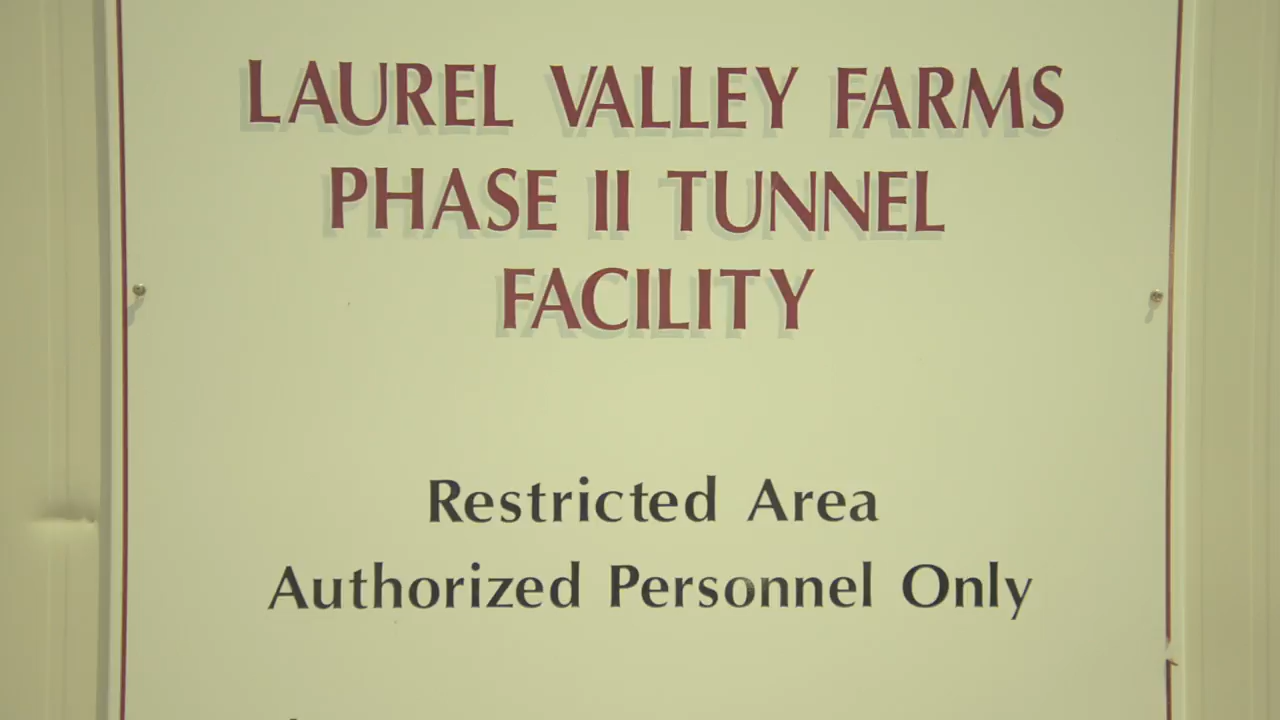 LAUREL VALLEY FARMS
PHASE II TUNNEL
FACILITY
Restricted Area
Authorized Personnel Only